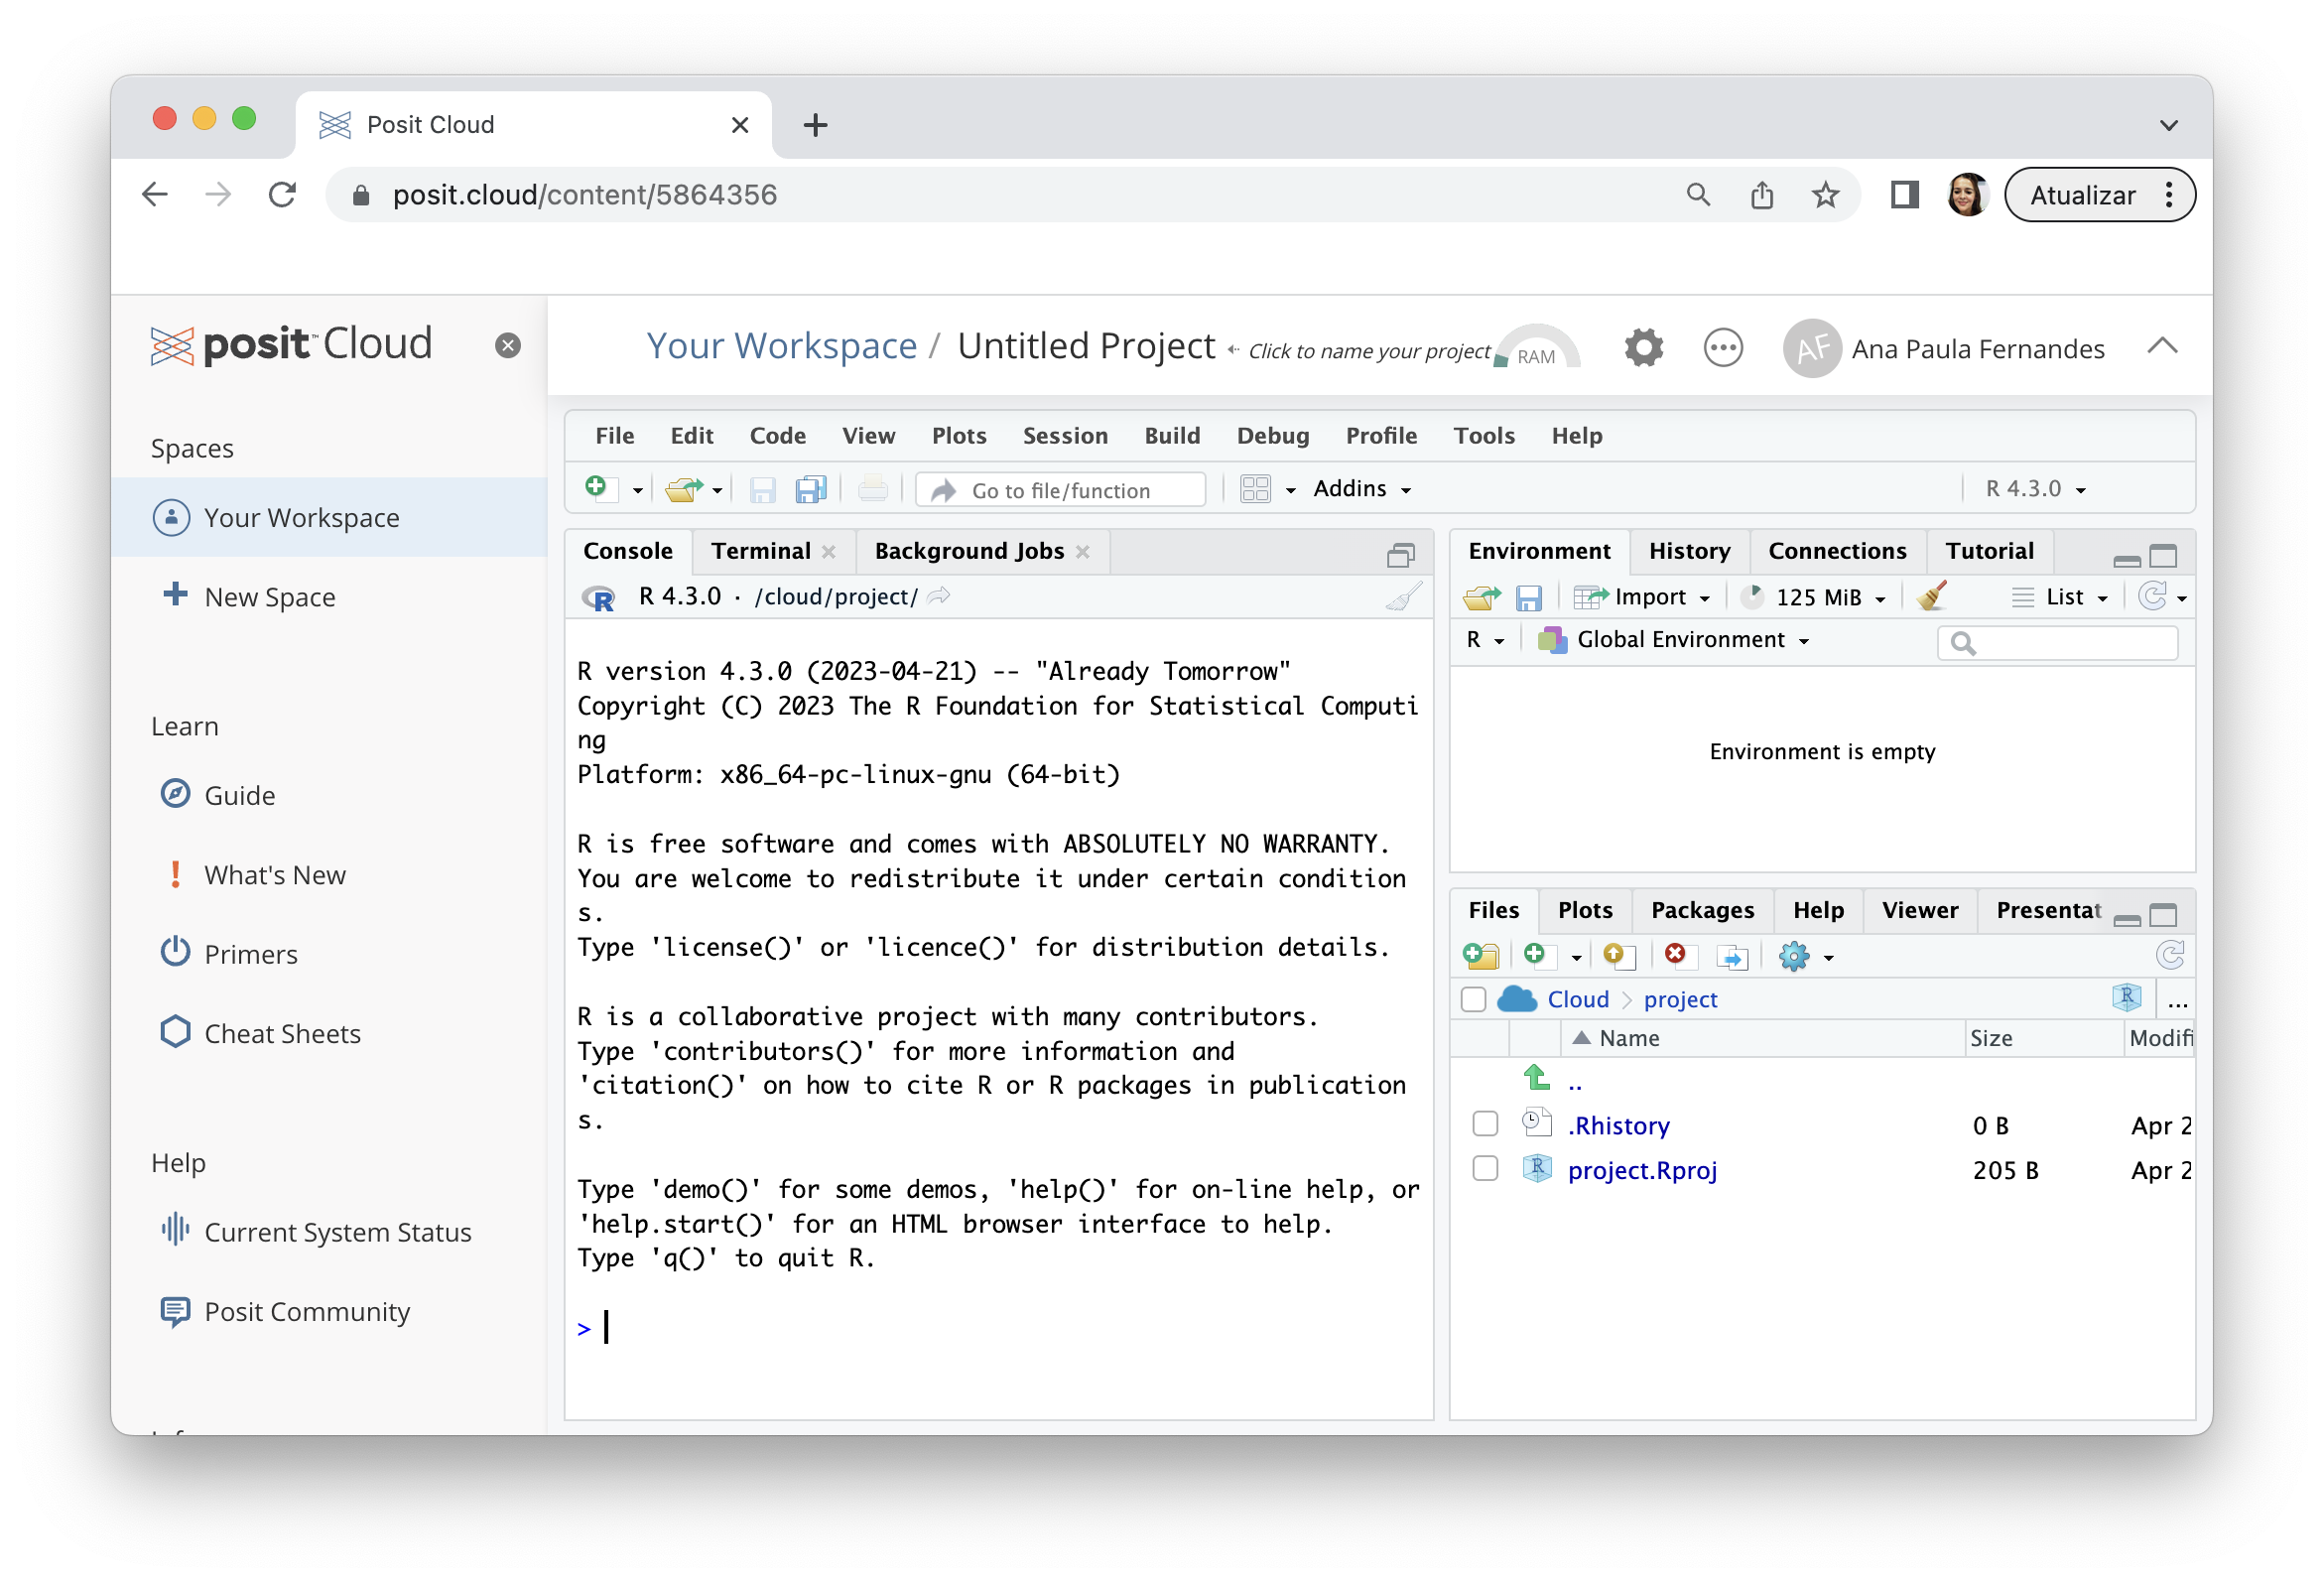 Posit Cloud
posit.cloud/content/5864356
Atualizar
posit™ Cloud
Your Workspace / Untitled Project
Click to name your project
RAM
AF
Ana Paula Fernandes
Spaces
Your Workspace
New Space
Learn
Guide
What's New
Primers
Cheat Sheets
Help
Current System Status
Posit Community
File Edit Code View Plots Session Build Debug Profile Tools Help
Go to file/function
Addins
R 4.3.0
Console Terminal Background Jobs
R 4.3.0 · /cloud/project/
R version 4.3.0 (2023-04-21) -- "Already Tomorrow"
Copyright (C) 2023 The R Foundation for Statistical Computi
ng
Platform: x86_64-pc-linux-gnu (64-bit)
R is free software and comes with ABSOLUTELY NO WARRANTY.
You are welcome to redistribute it under certain condition
s.
Type 'license()' or 'licence()' for distribution details.
R is a collaborative project with many contributors.
Type 'contributors()' for more information and
'citation()' on how to cite R or R packages in publication
s.
Type 'demo()' for some demos, 'help()' for on-line help, or
'help.start()' for an HTML browser interface to help.
Type 'q()' to quit R.
>
Environment History Connections Tutorial
Import 125 MiB List
R Global Environment
Environment is empty
Files Plots Packages Help Viewer Presentat
Cloud project ...
Name Size Modifi
..
.Rhistory 0 B Apr 2
project.Rproj 205 B Apr 2